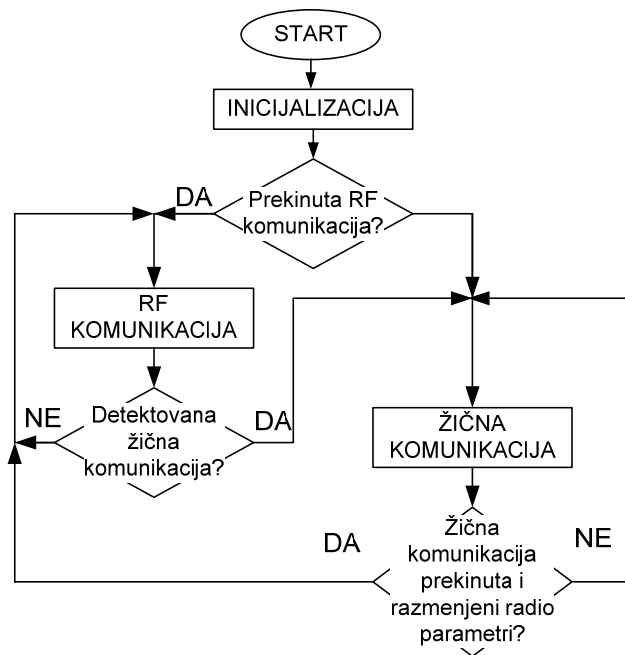 START
INICIJALIZACIJA
DA
Prekinuta RF
komunikacija?
RF
KOMUNIKACIJA
NE
Detektovana
žična
komunikacija?
DA
ŽIČNA
KOMUNIKACIJA
DA
Žična
komunikacija
prekinuta i
razmenjeni radio
parametri?
NE